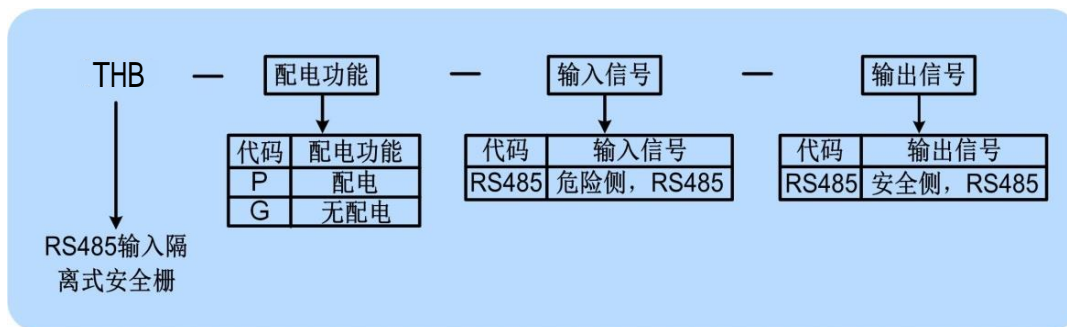 THB — 配电功能 — 输入信号 — 输出信号
代码 配电功能
P 配电
G 无配电
代码 输入信号
RS485 危险侧，RS485
代码 输出信号
RS485 安全侧，RS485
RS485输入隔
离式安全栅